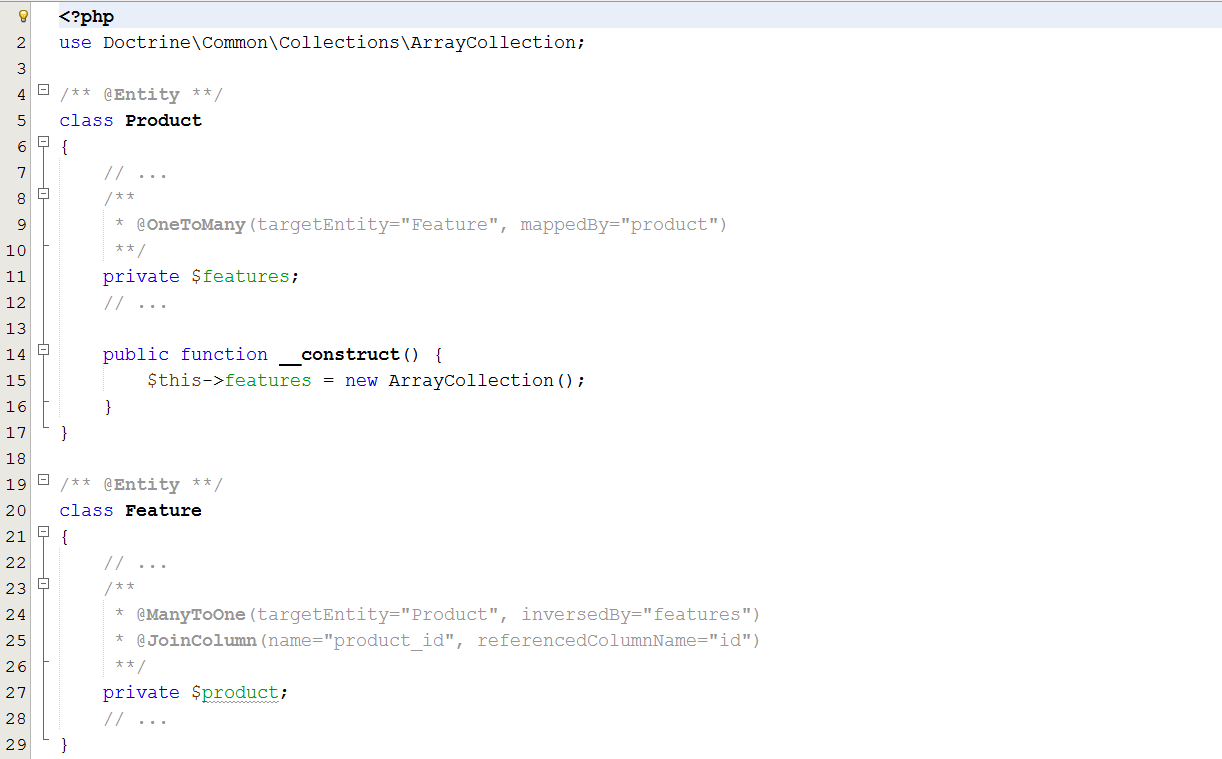 <?php
2 use Doctrine\Common\Collections\ArrayCollection;
3
4 /** @Entity **/
5 class Product
6 {
7     // ...
8     /**
9      * @OneToMany(targetEntity="Feature", mappedBy="product")
10      **/
11     private $features;
12     // ...
13
14     public function __construct() {
15         $this->features = new ArrayCollection();
16     }
17 }
18
19 /** @Entity **/
20 class Feature
21 {
22     // ...
23     /**
24      * @ManyToOne(targetEntity="Product", inversedBy="features")
25      * @JoinColumn(name="product_id", referencedColumnName="id")
26      **/
27     private $product;
28     // ...
29 }